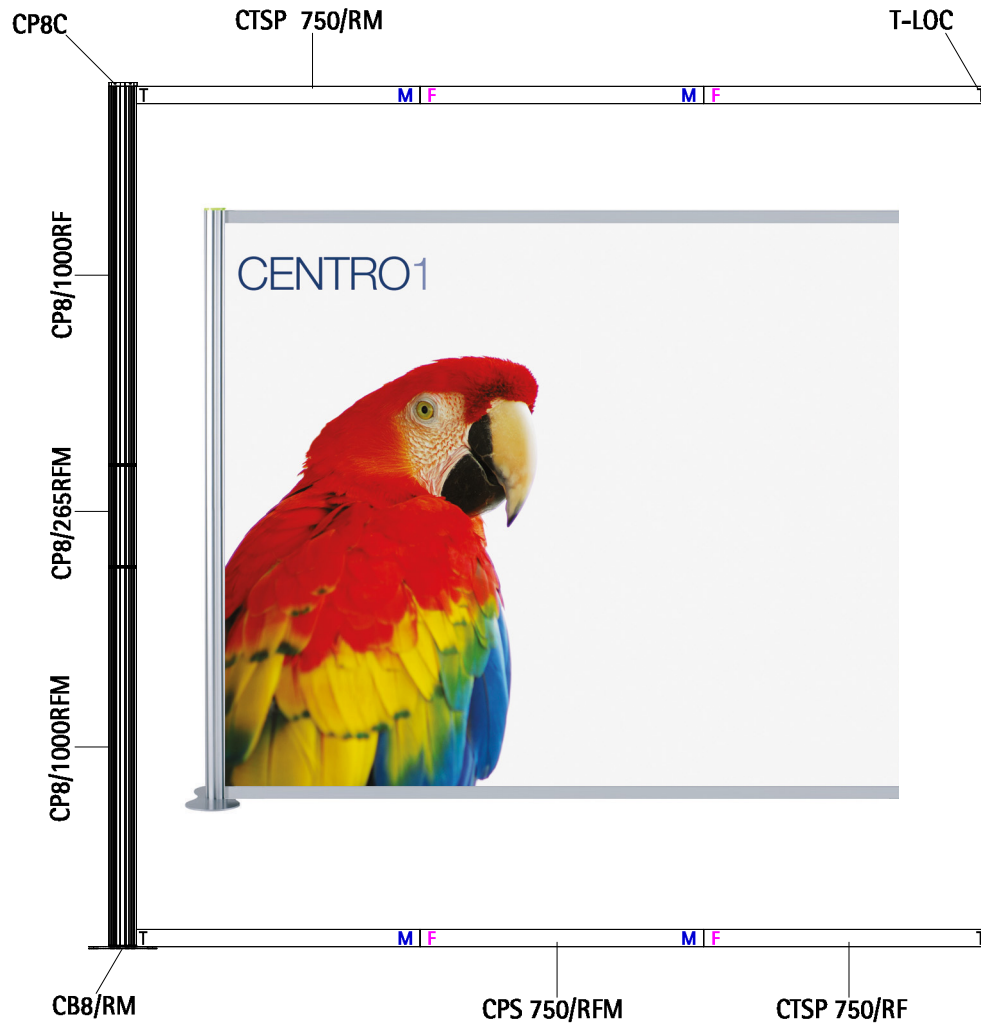 CP8C
CTSP 750/RM
T-LOC
T
M
F
M
F
T
CP8/1000RF
CENTRO1
CP8/265RFM
CP8/1000RFM
T
M
F
M
F
T
CB8/RM
CPS 750/RFM
CTSP 750/RF